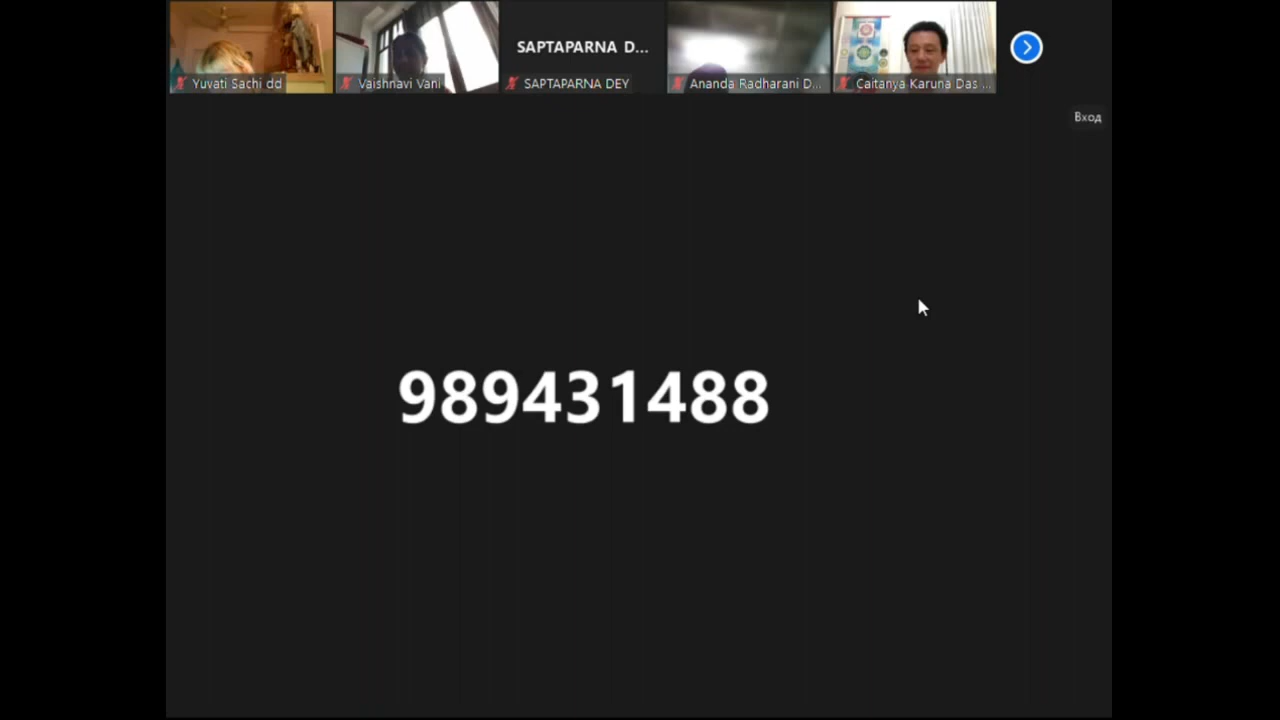 SAPTAPARNA D...
Yuvati Sachi dd
Vaishnavi Vani
SAPTAPARNA DEY
Ananda Radharani D...
Caitanya Karuna Das ...
Вход
989431488